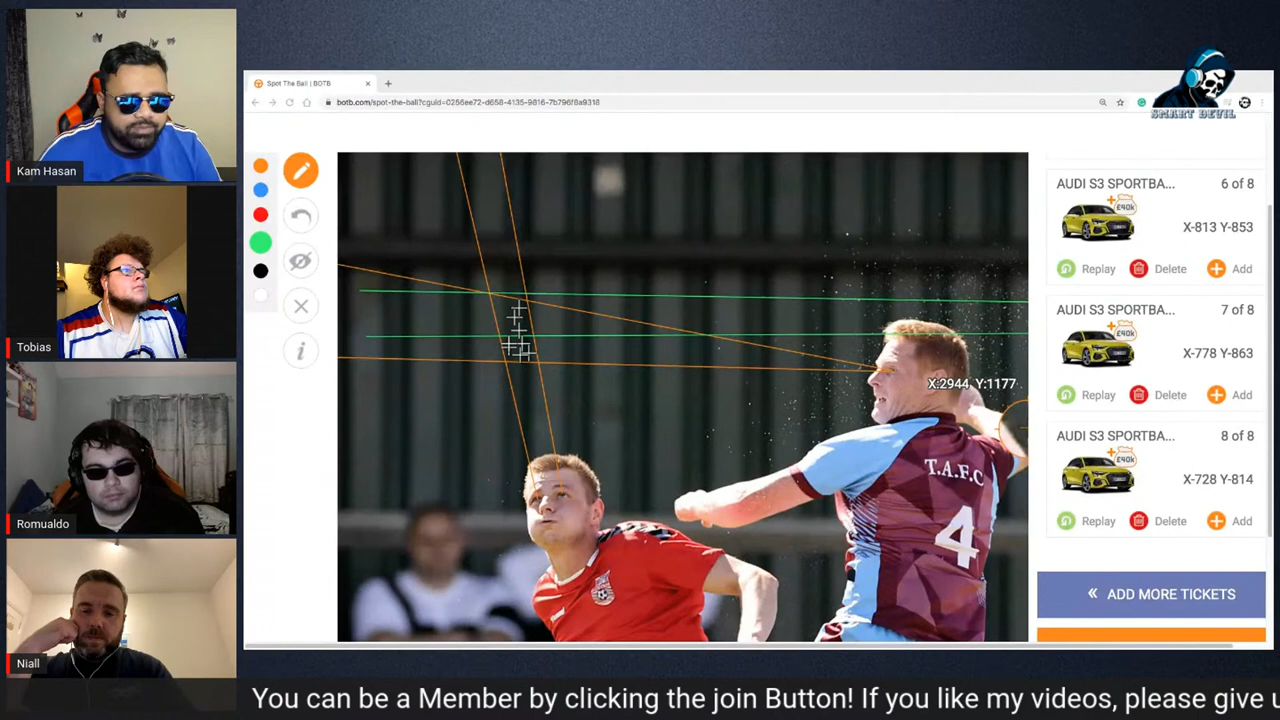 Kam Hasan
Tobias
Romualdo
Niall
Spot The Ball | BOTB
botb.com/spot-the-ball?cguid=0256ee72-d658-4135-9816-7b796f8a9318
SMART DEVIL
AUDI S3 SPORTBA...
6 of 8
+ £40k
X-813 Y-853
Replay
Delete
Add
AUDI S3 SPORTBA...
7 of 8
+ £40k
X-778 Y-863
Replay
Delete
Add
AUDI S3 SPORTBA...
8 of 8
+ £40k
X-728 Y-814
Replay
Delete
Add
« ADD MORE TICKETS
X:2944, Y:1177
T.A.F.C
4
You can be a Member by clicking the join Button! If you like my videos, please give u